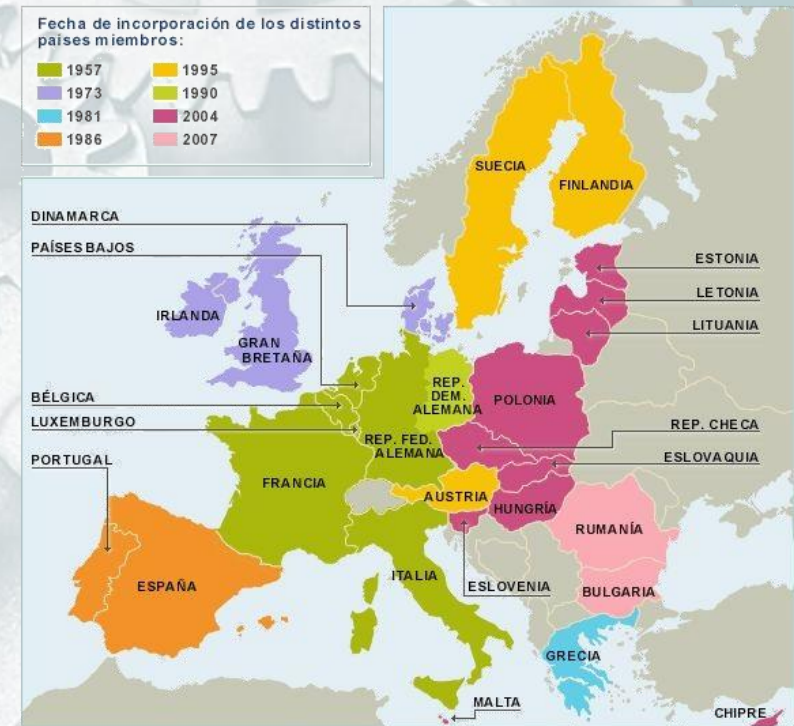 Fecha de incorporación de los distintos
países miembros:
1957
1973
1981
1986
1995
1990
2004
2007
SUECIA
FINLANDIA
DINAMARCA
PAÍSES BAJOS
ESTONIA
LETONIA
LITUANIA
IRLANDA
GRAN
BRETAÑA
BÉLGICA
LUXEMBURGO
PORTUGAL
REP.
DEM.
ALEMANA
POLONIA
REP. FED.
ALEMANA
REP. CHECA
ESLOVAQUIA
FRANCIA
AUSTRIA
HUNGRÍA
RUMANÍA
ESPAÑA
ITALIA
ESLOVENIA
BULGARIA
GRECIA
MALTA
CHIPRE